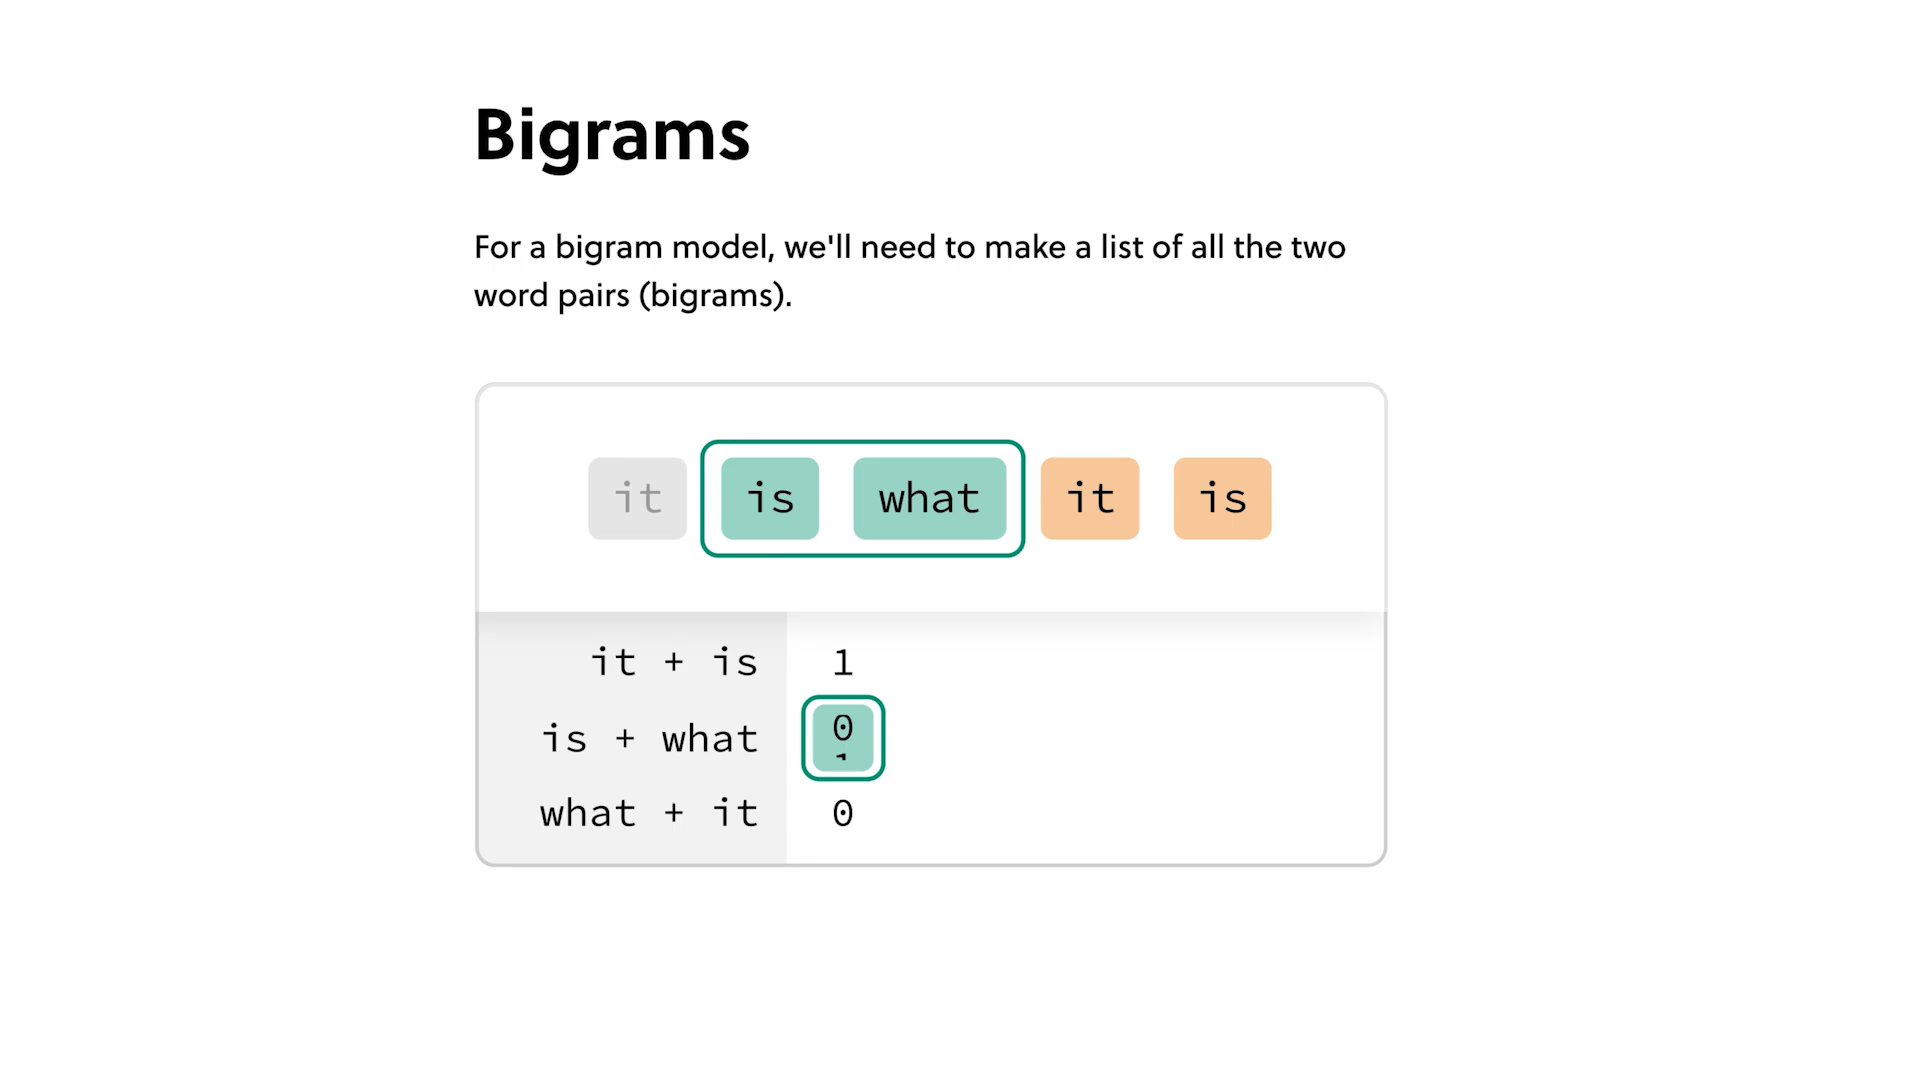 Bigrams
For a bigram model, we'll need to make a list of all the two
word pairs (bigrams).
it is what it is
it + is 1
is + what 0
what + it 0